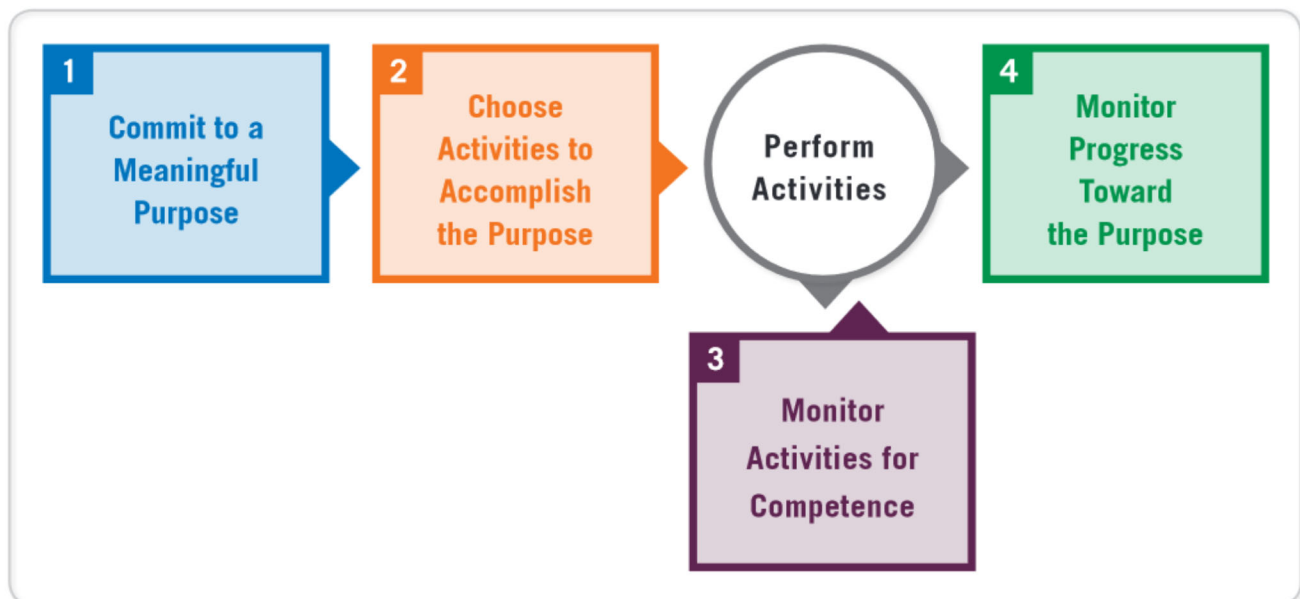 1
Commit to a
Meaningful
Purpose
2
Choose
Activities to
Accomplish
the Purpose
Perform
Activities
3
Monitor
Activities for
Competence
4
Monitor
Progress
Toward
the Purpose